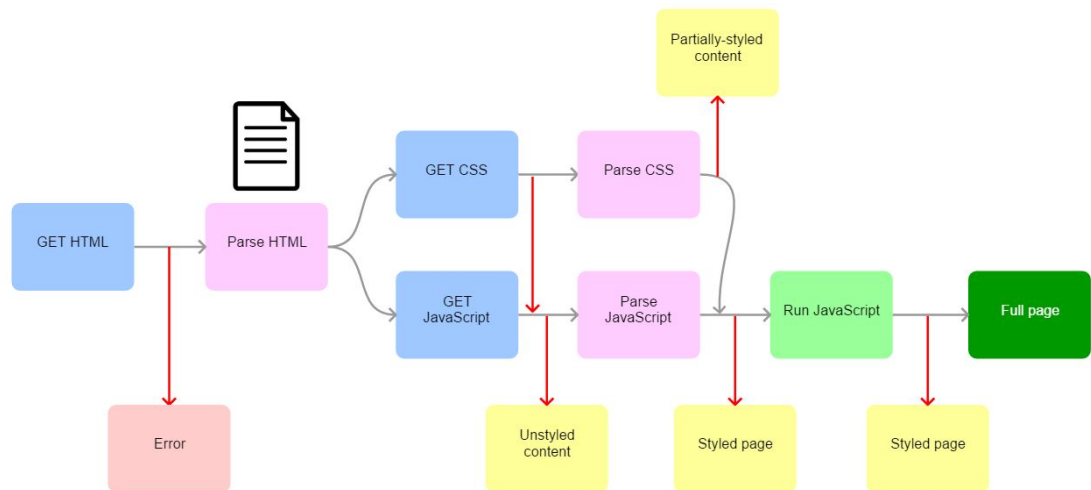 Partially-styled
content
GET CSS
Parse CSS
GET HTML
Parse HTML
GET
JavaScript
Parse
JavaScript
Run JavaScript
Full page
Error
Unstyled
content
Styled page
Styled page